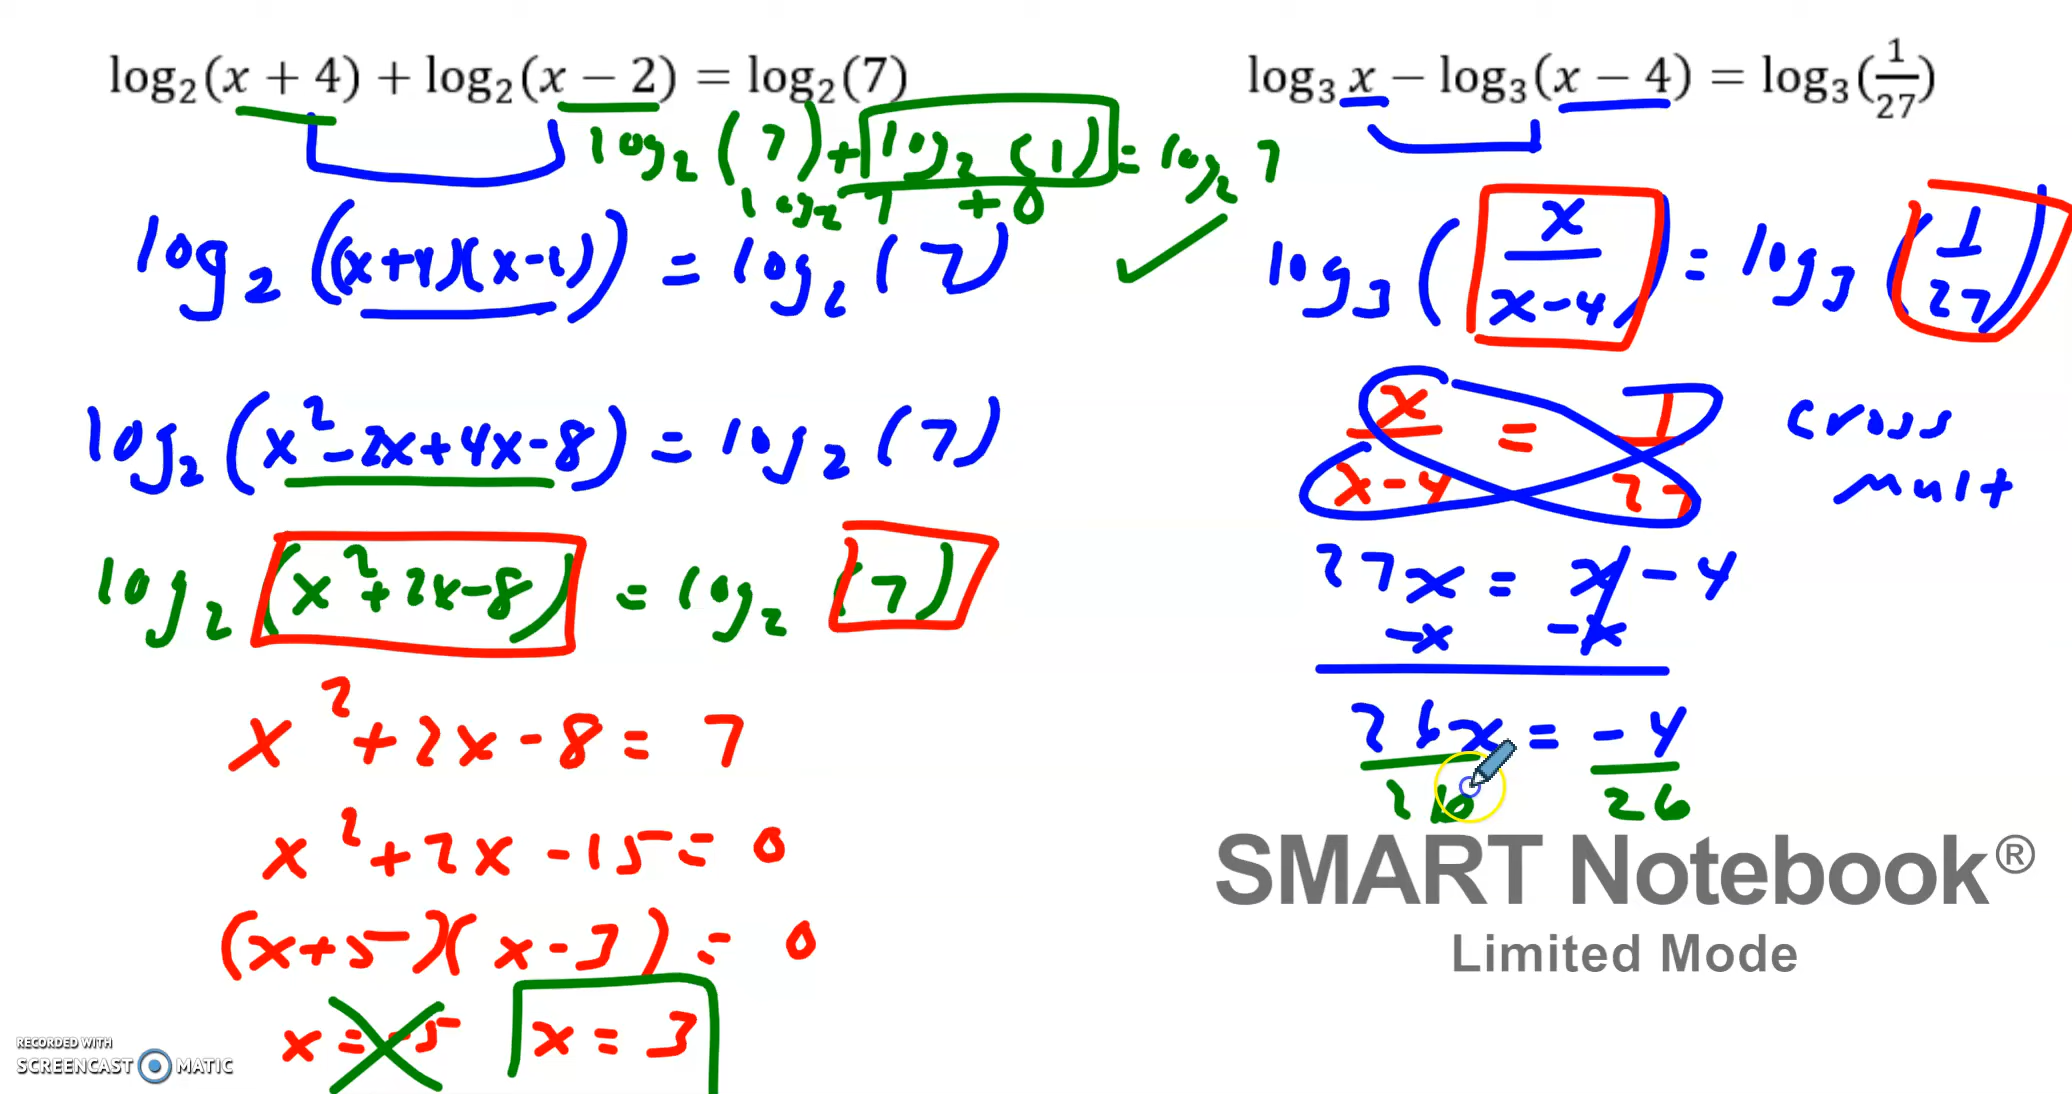 log₂(x + 4) + log₂(x − 2) = log₂(7)
log₂(7) + log₂(1) = log₂ 7
log₂ 7 + 0
log₂((x+4)(x-2)) = log₂(7)
log₂(x²-2x+4x-8) = log₂(7)
log₂(x²+2x-8) = log₂(7)
x²+2x-8 = 7
x²+2x-15 = 0
(x+5)(x-3) = 0
x = -5 x = 3
log₃ x − log₃(x − 4) = log₃(1/27)
log₃(x/(x-4)) = log₃(1/27)
x/(x-4) = 1/27
cross
mult
27x = x-4
-x -x
26x = -4
26 26
SMART Notebook®
Limited Mode
RECORDED WITH
SCREENCAST MATIC